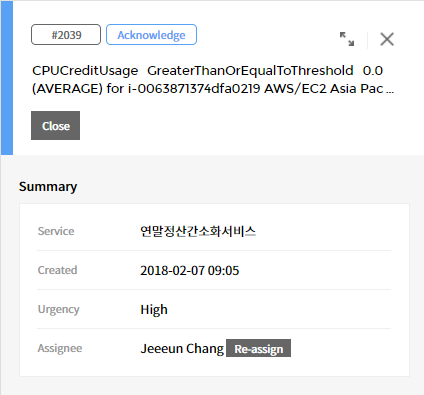 #2039 Acknowledge
CPUCreditUsage GreaterThanOrEqualToThreshold 0.0
(AVERAGE) for i-0063871374dfa0219 AWS/EC2 Asia Pac ...
Close
Summary
Service 연말정산간소화서비스
Created 2018-02-07 09:05
Urgency High
Assignee Jeeeun Chang Re-assign